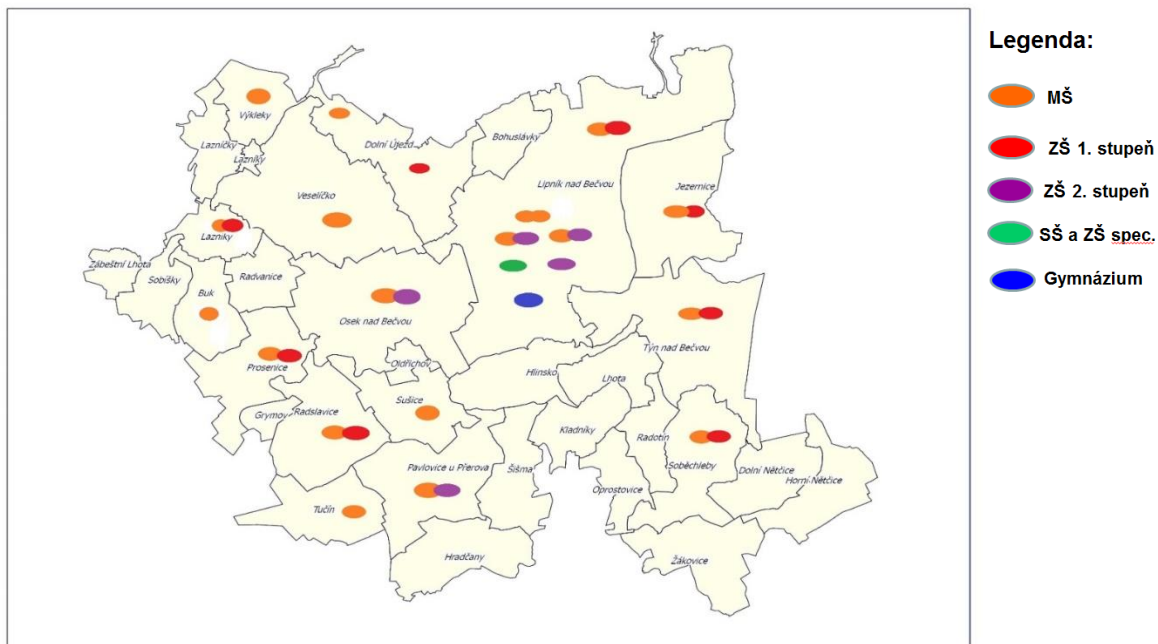 Legenda:
MŠ
ZŠ 1. stupeň
ZŠ 2. stupeň
SŠ a ZŠ spec.
Gymnázium
Výkleky
Lazničky
Lazníky
Dolní Újezd
Bohuslávky
Lipník nad Bečvou
Jezernice
Veselíčko
Lazníky
Zábeštní Lhota
Sobíšky
Radvanice
Buk
Osek nad Bečvou
Týn nad Bečvou
Prosenice
Oldřichov
Hlinsko
Lhota
Grymov
Radslavice
Sušice
Kladníky
Radotín
Soběchleby
Pavlovice u Přerova
Šišma
Dolní Nětčice
Horní Nětčice
Oprostovice
Tučín
Hradčany
Žákovice